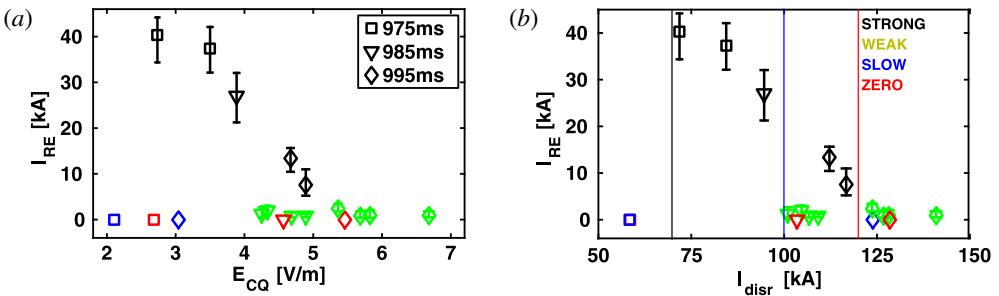 (a)
I_RE [kA]
40
30
20
10
0
2 3 4 5 6 7
E_CQ [V/m]
975ms
985ms
995ms
(b)
I_RE [kA]
40
30
20
10
0
50 75 100 125 150
I_disr [kA]
STRONG
WEAK
SLOW
ZERO